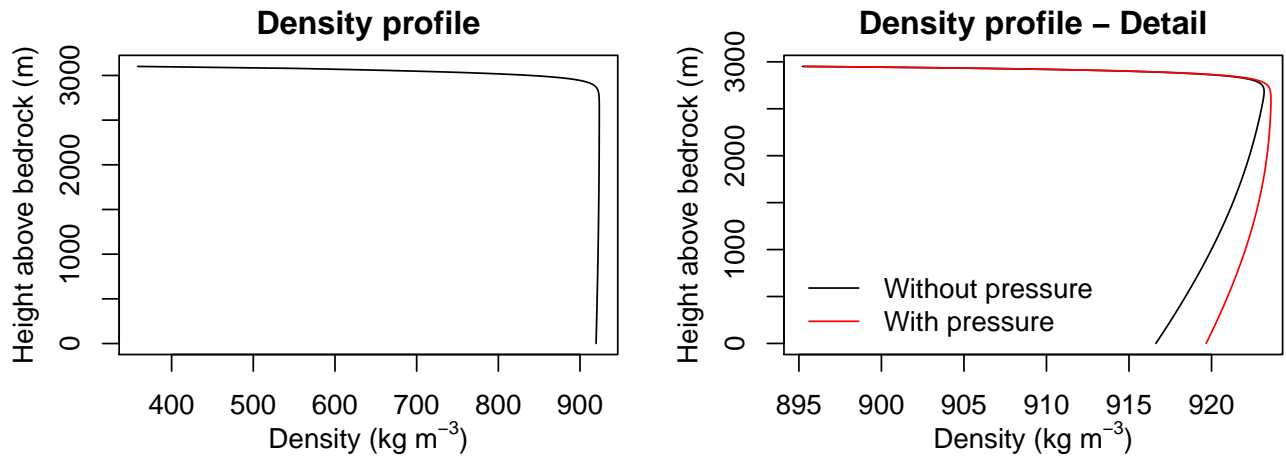 Density profile
Height above bedrock (m)
3000
2000
1000
0
400 500 600 700 800 900
Density (kg m⁻³)
Density profile − Detail
Height above bedrock (m)
3000
2000
1000
0
Without pressure
With pressure
895 900 905 910 915 920
Density (kg m⁻³)